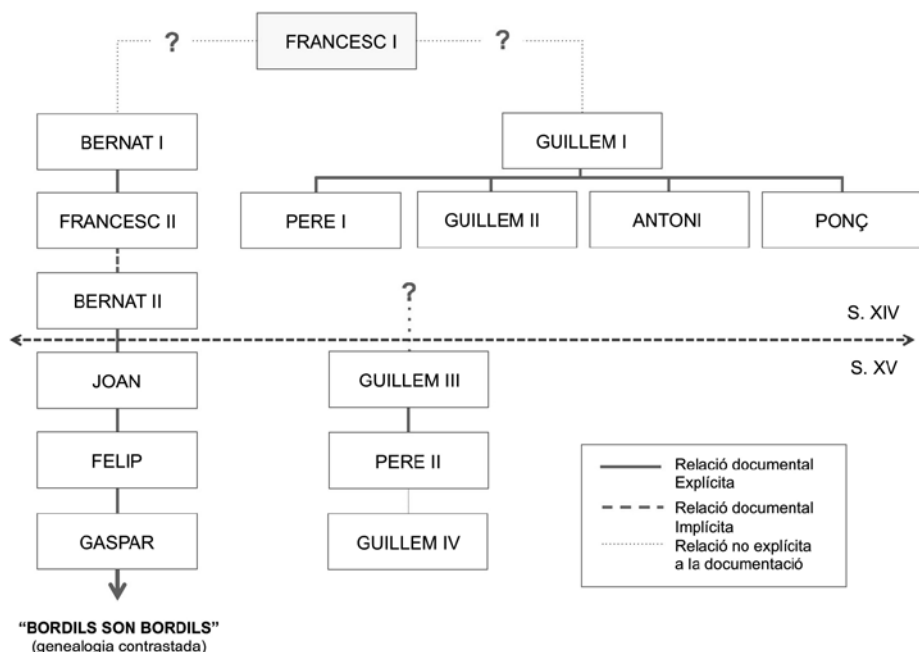 ? FRANCESC I ?
BERNAT I
GUILLEM I
FRANCESC II
PERE I
GUILLEM II
ANTONI
PONÇ
BERNAT II
?
S. XIV
S. XV
JOAN
GUILLEM III
FELIP
PERE II
GASPAR
GUILLEM IV
Relació documental
Explícita
Relació documental
Implícita
Relació no explícita
a la documentació
“BORDILS SON BORDILS”
(genealogia contrastada)